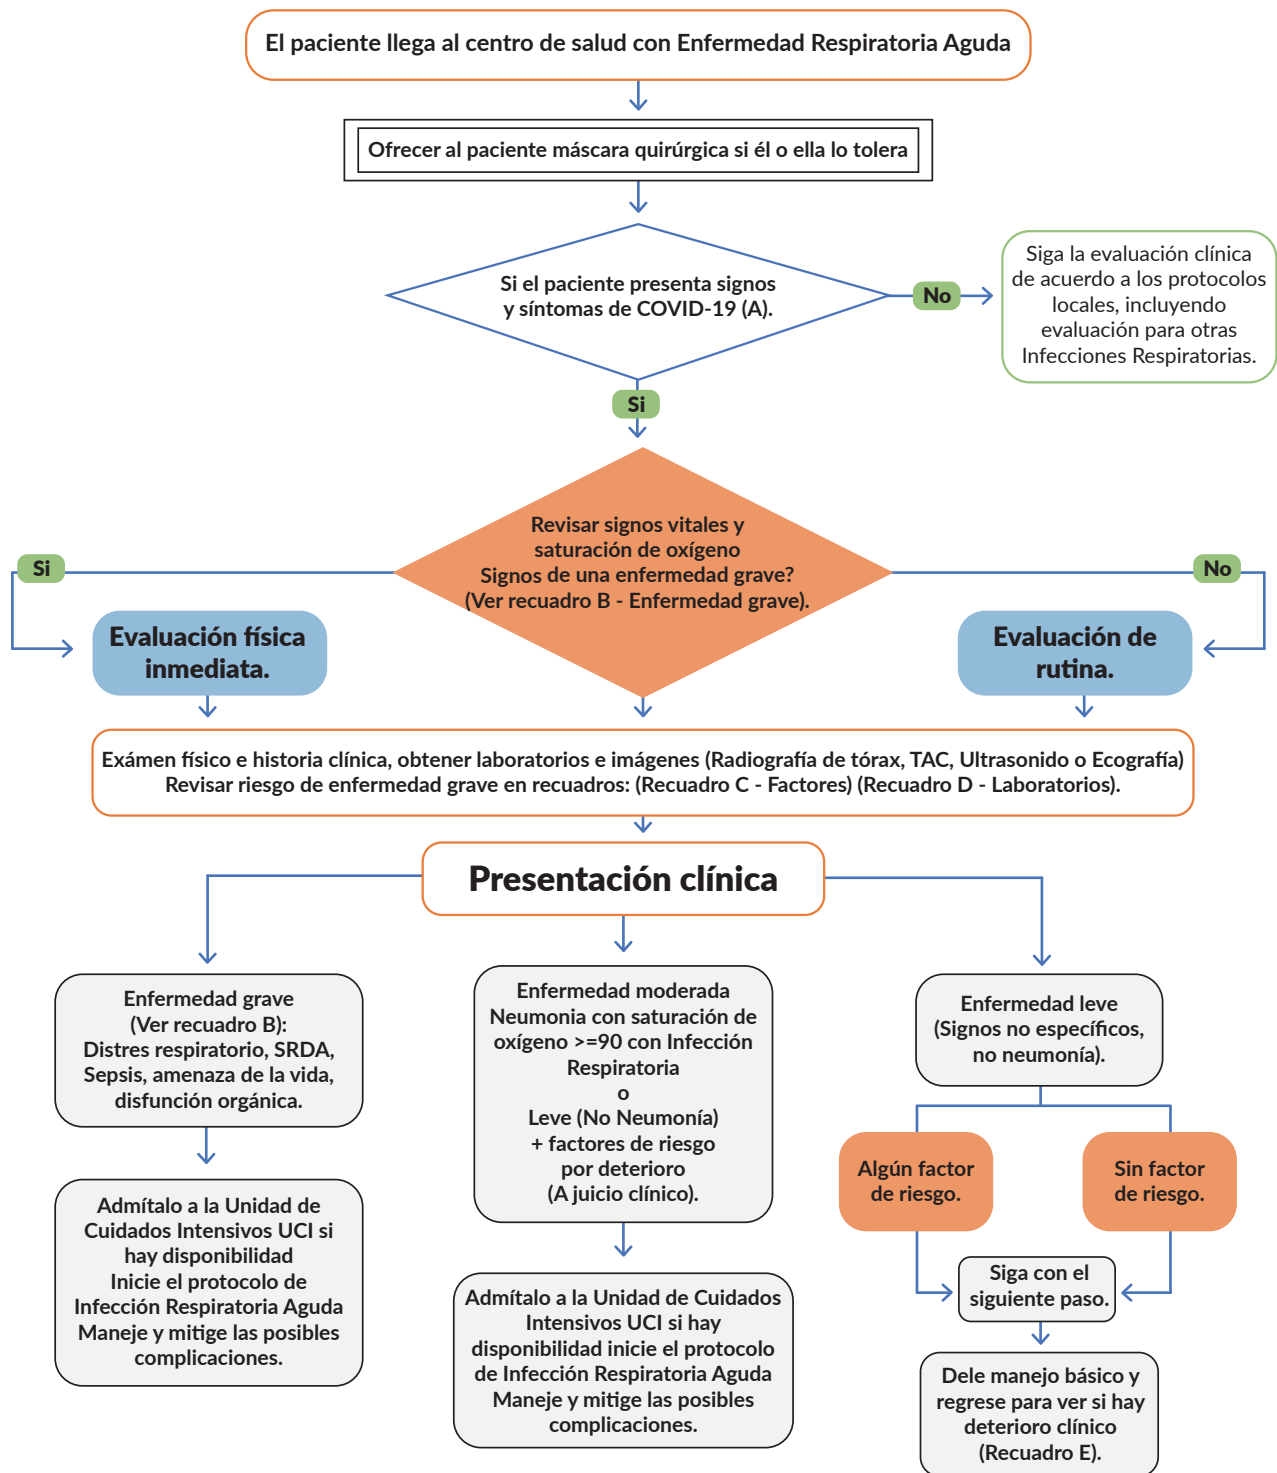 El paciente llega al centro de salud con Enfermedad Respiratoria Aguda
Ofrecer al paciente máscara quirúrgica si él o ella lo tolera
Si el paciente presenta signos
y síntomas de COVID-19 (A).
No
Siga la evaluación clínica
de acuerdo a los protocolos
locales, incluyendo
evaluación para otras
Infecciones Respiratorias.
Si
Revisar signos vitales y
saturación de oxígeno
Signos de una enfermedad grave?
(Ver recuadro B - Enfermedad grave).
Si
No
Evaluación física
inmediata.
Evaluación de
rutina.
Exámen físico e historia clínica, obtener laboratorios e imágenes (Radiografía de tórax, TAC, Ultrasonido o Ecografía)
Revisar riesgo de enfermedad grave en recuadros: (Recuadro C - Factores) (Recuadro D - Laboratorios).
Presentación clínica
Enfermedad grave
(Ver recuadro B):
Distres respiratorio, SRDA,
Sepsis, amenaza de la vida,
disfunción orgánica.
Admítalo a la Unidad de
Cuidados Intensivos UCI si
hay disponibilidad
Inicie el protocolo de
Infección Respiratoria Aguda
Maneje y mitige las posibles
complicaciones.
Enfermedad moderada
Neumonia con saturación de
oxígeno >=90 con Infección
Respiratoria
o
Leve (No Neumonía)
+ factores de riesgo
por deterioro
(A juicio clínico).
Admítalo a la Unidad de Cuidados
Intensivos UCI si hay
disponibilidad inicie el protocolo
de Infección Respiratoria Aguda
Maneje y mitige las posibles
complicaciones.
Enfermedad leve
(Signos no específicos,
no neumonía).
Algún factor
de riesgo.
Sin factor
de riesgo.
Siga con el
siguiente paso.
Dele manejo básico y
regrese para ver si hay
deterioro clínico
(Recuadro E).